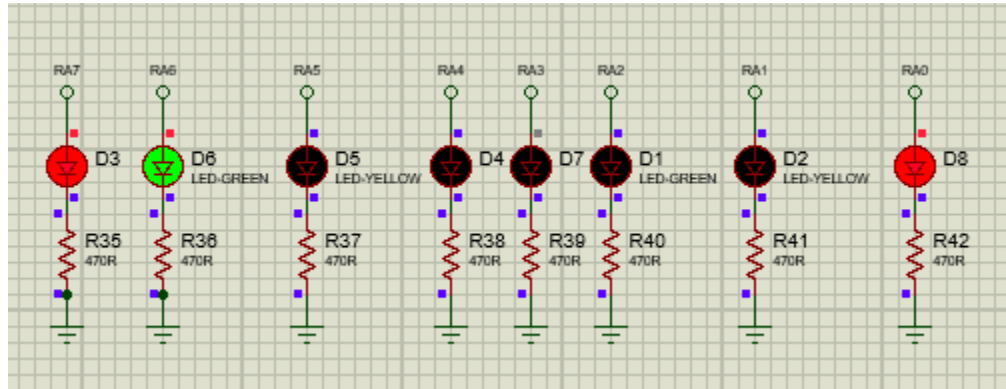 RA7 RA6 RA5 RA4 RA3 RA2 RA1 RA0
D3 D6 D5 D4 D7 D1 D2 D8
LED-GREEN LED-YELLOW LED-GREEN LED-YELLOW
R35 R36 R37 R38 R39 R40 R41 R42
470R 470R 470R 470R 470R 470R 470R 470R